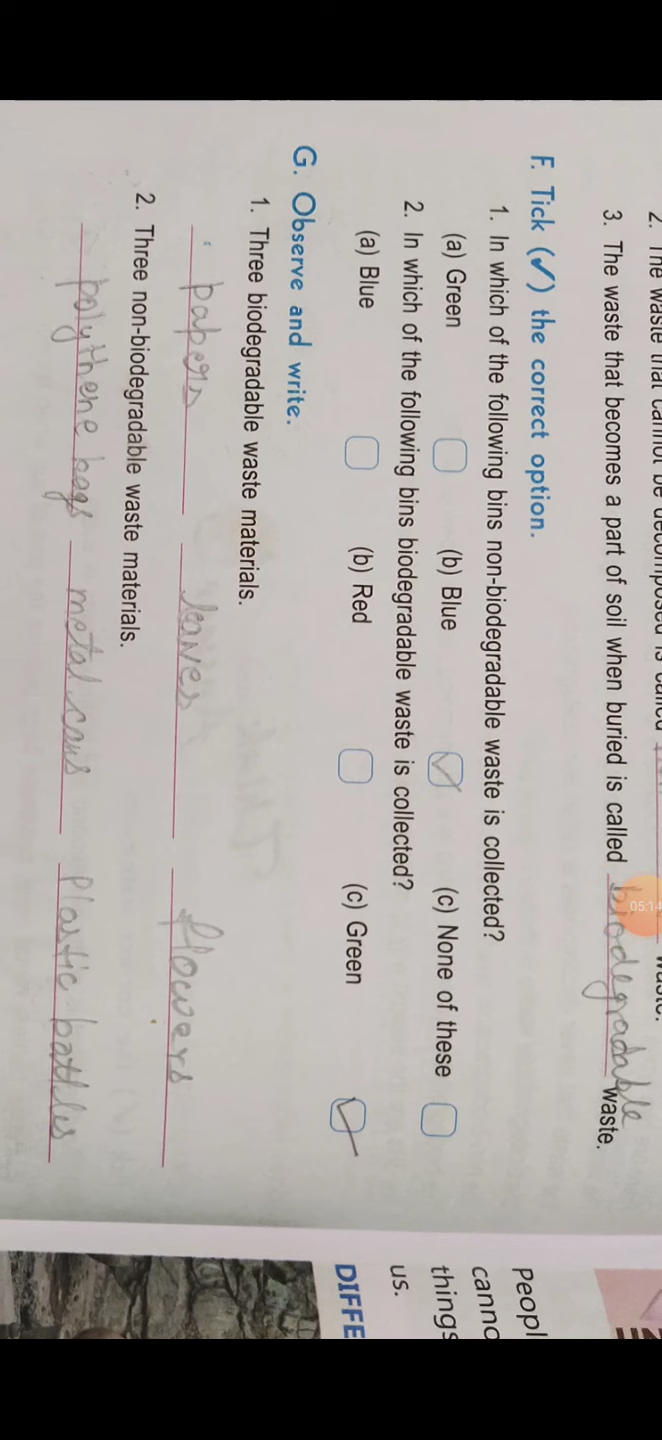 3. The waste that becomes a part of soil when buried is called biodegradable waste.
F. Tick (✓) the correct option.
1. In which of the following bins non-biodegradable waste is collected?
(a) Green (b) Blue (c) None of these
2. In which of the following bins biodegradable waste is collected?
(a) Blue (b) Red (c) Green
G. Observe and write.
1. Three biodegradable waste materials.
papers leaves flowers
2. Three non-biodegradable waste materials.
polythene bags metal cans plastic bottles
cannot
things
us.
05:14